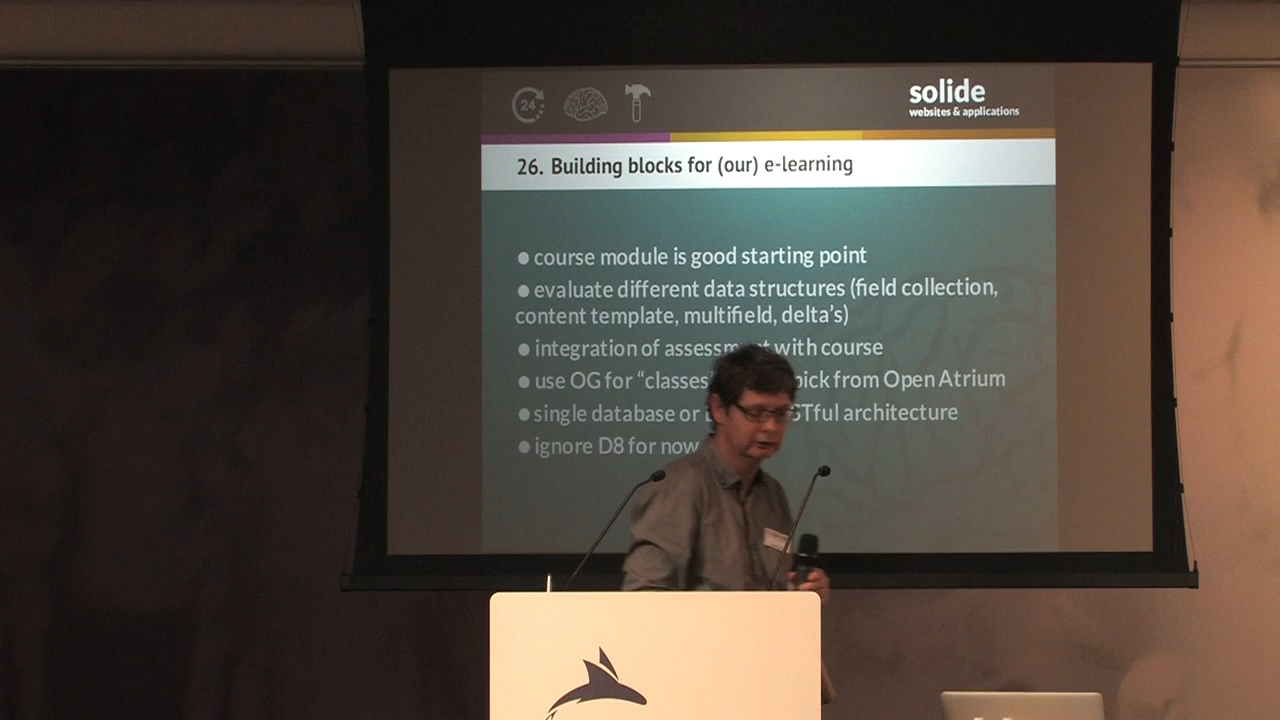 24
solide
websites & applications
26. Building blocks for (our) e-learning
● course module is good starting point
● evaluate different data structures (field collection,
content template, multifield, delta's)
● integration of assessment with course
● use OG for "classes" pick from Open Atrium
● single database or architecture
● ignore D8 for now